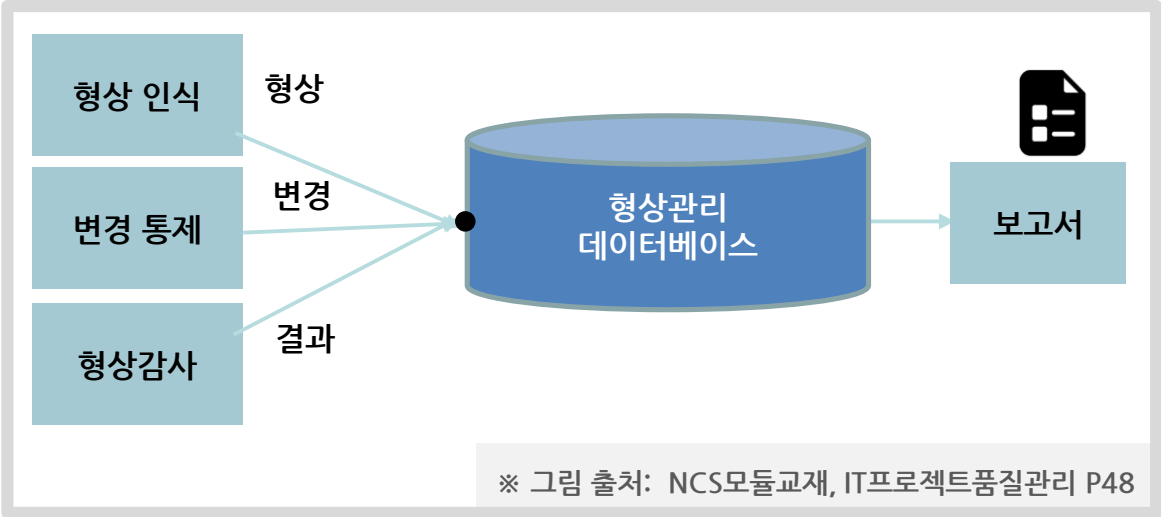 형상 인식
형상
변경 통제
변경
형상감사
결과
형상관리
데이터베이스
보고서
※ 그림 출처: NCS모듈교재, IT프로젝트품질관리 P48